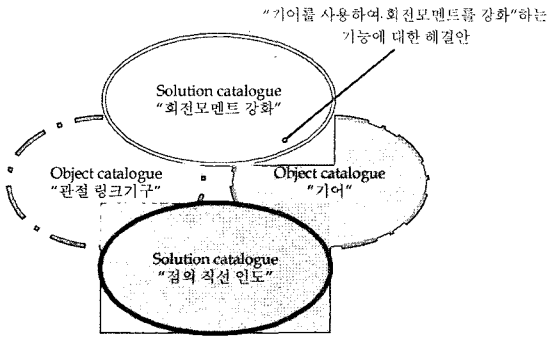 "기어를 사용하여 회전모멘트를 강화"하는
기능에 대한 해결안
Solution catalogue
"회전모멘트 강화"
Object catalogue
"관절 링크기구"
Object catalogue
"기어"
Solution catalogue
"점의 직선 인도"